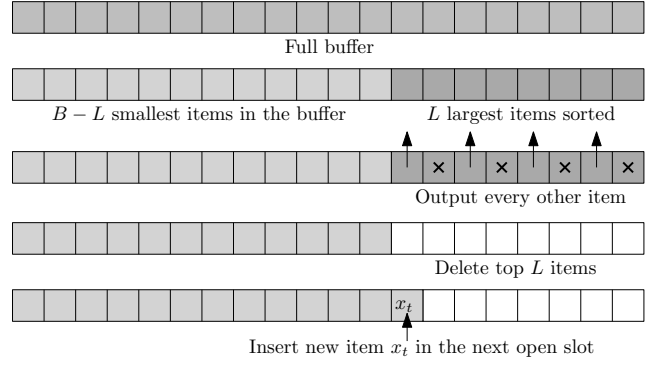 Full buffer
$B - L$ smallest items in the buffer
$L$ largest items sorted
Output every other item
Delete top $L$ items
$x_t$
Insert new item $x_t$ in the next open slot